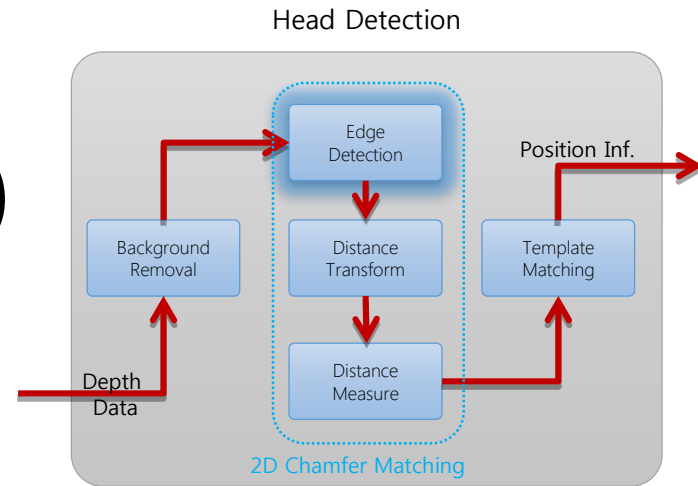 Head Detection
Edge
Detection
Position Inf.
Background
Removal
Distance
Transform
Template
Matching
Distance
Measure
Depth
Data
2D Chamfer Matching